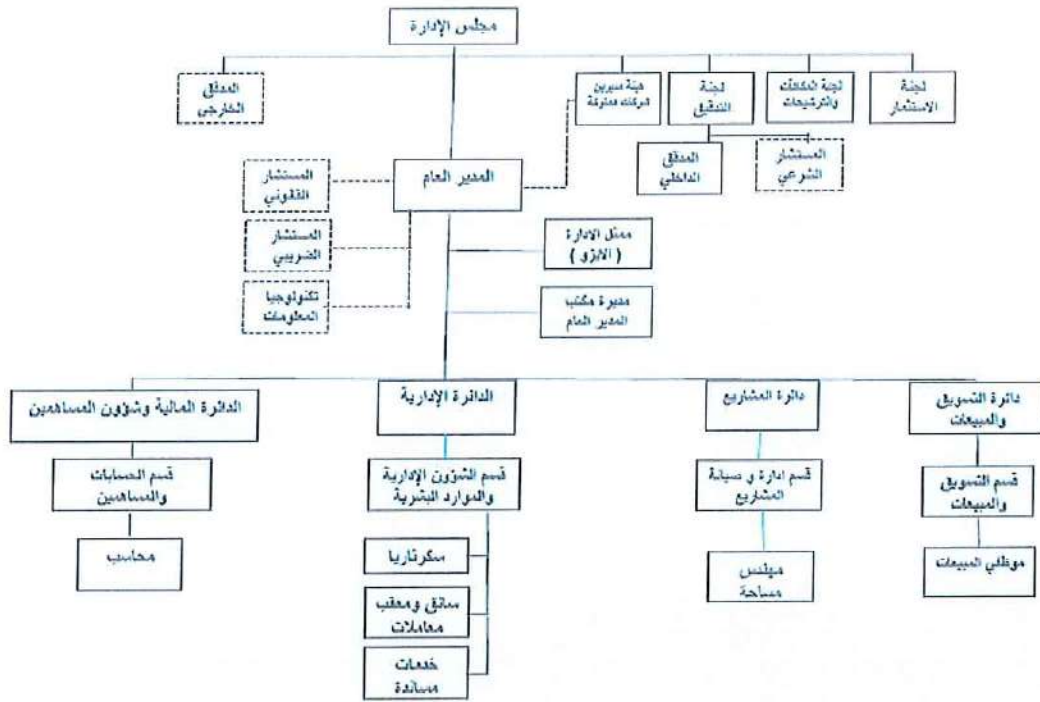 مجلس الإدارة
لجنة
الاستثمار
لجنة المكافآت
والترشيحات
لجنة
التدقيق
هيئة مديرين
المدقق
الخارجي
المستشار
الشرعي
المدقق
الداخلي
المدير العام
المستشار
القانوني
المستشار
الضريبي
تكنولوجيا
المعلومات
ممثل الادارة
( الايزو )
مديرة مكتب
المدير العام
دائرة التسويق
والمبيعات
دائرة المشاريع
الدائرة الإدارية
الدائرة المالية وشؤون المساهمين
قسم التسويق
والمبيعات
قسم ادارة و صيانة
المشاريع
قسم الشؤون الإدارية
والموارد البشرية
قسم الحسابات
والمساهمين
موظفي المبيعات
مهندس
مساحة
سكرتاريا
سائق ومعقب
معاملات
خدمات
مساندة
محاسب